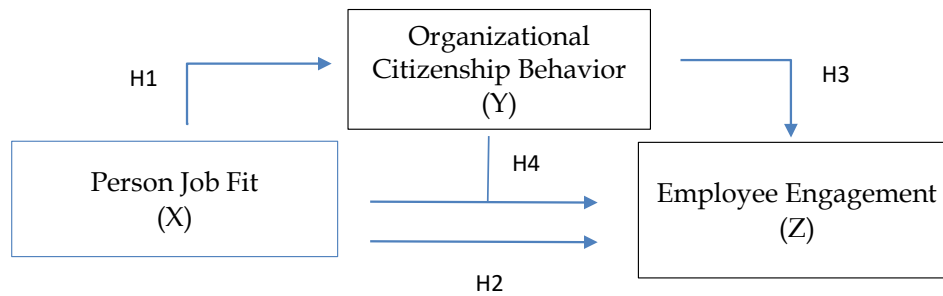 Organizational
Citizenship Behavior
(Y)
H1
H3
Person Job Fit
(X)
H4
Employee Engagement
(Z)
H2